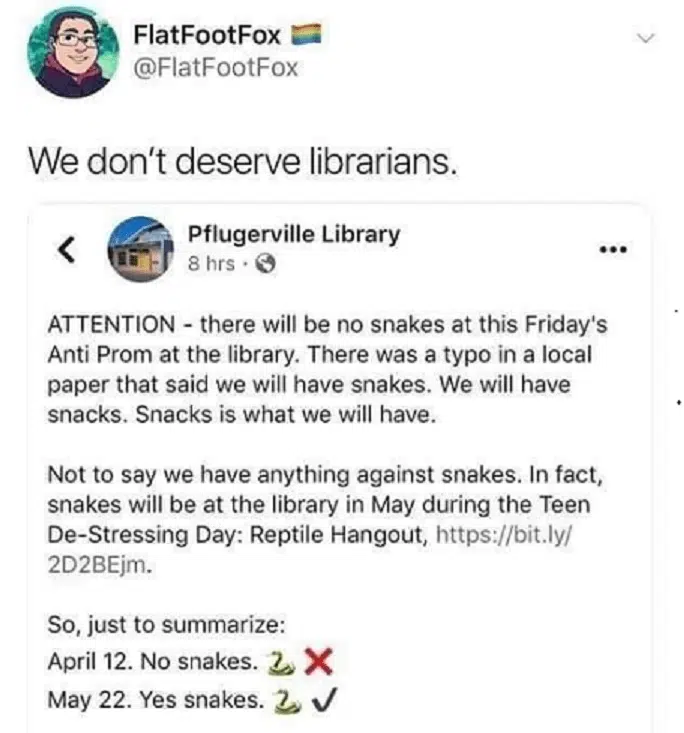 FlatFootFox 🏳️‍🌈
@FlatFootFox
We don't deserve librarians.
Pflugerville Library
8 hrs ·
ATTENTION - there will be no snakes at this Friday's
Anti Prom at the library. There was a typo in a local
paper that said we will have snakes. We will have
snacks. Snacks is what we will have.
Not to say we have anything against snakes. In fact,
snakes will be at the library in May during the Teen
De-Stressing Day: Reptile Hangout, https://bit.ly/
2D2BEjm.
So, just to summarize:
April 12. No snakes. 🐍 ❌
May 22. Yes snakes. 🐍 ✔